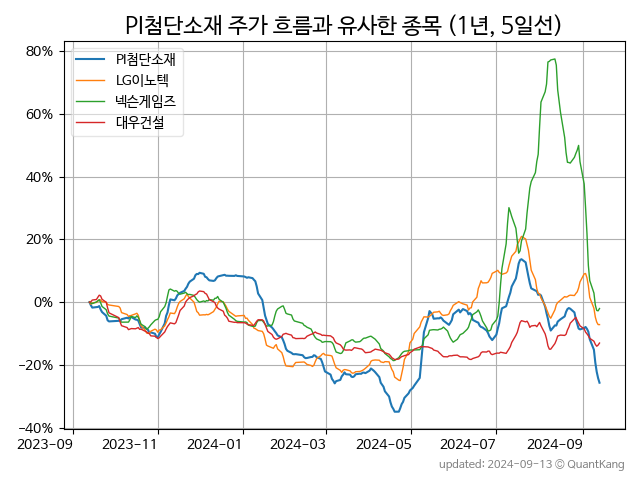 PI첨단소재 주가 흐름과 유사한 종목 (1년, 5일선)
80%
60%
40%
20%
0%
−20%
−40%
PI첨단소재
LG이노텍
넥슨게임즈
대우건설
2023-09
2023-11
2024-01
2024-03
2024-05
2024-07
2024-09
updated: 2024-09-13 © QuantKang